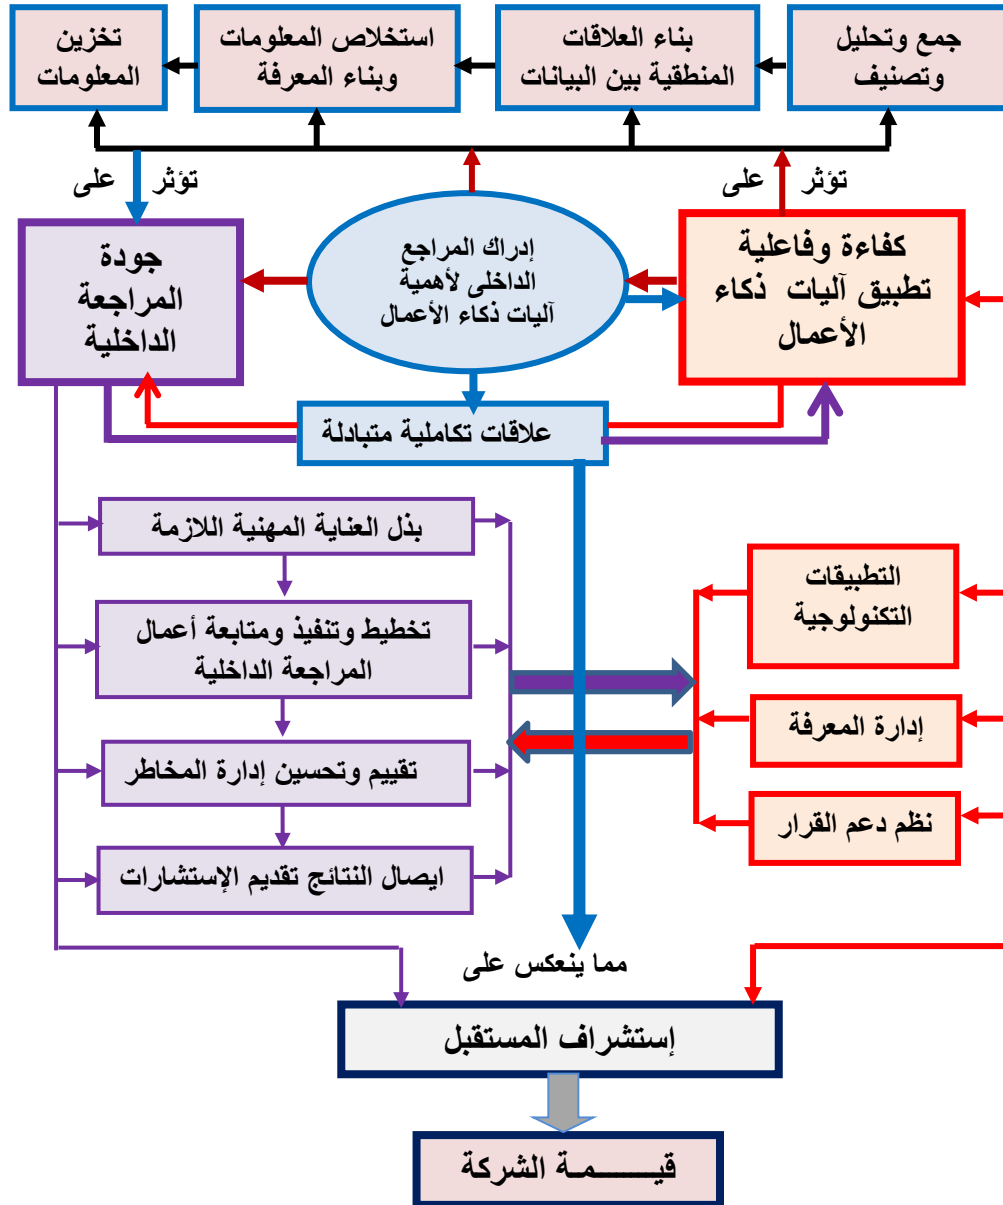 جمع وتحليل
وتصنيف
بناء العلاقات
المنطقية بين البيانات
استخلاص المعلومات
وبناء المعرفة
تخزين
المعلومات
تؤثر على
تؤثر على
كفاءة وفاعلية
تطبيق آليات ذكاء
الأعمال
إدراك المراجع
الداخلى لأهمية
آليات ذكاء الأعمال
جودة
المراجعة
الداخلية
علاقات تكاملية متبادلة
بذل العناية المهنية اللازمة
تخطيط وتنفيذ ومتابعة أعمال
المراجعة الداخلية
تقييم وتحسين إدارة المخاطر
ايصال النتائج تقديم الإستشارات
التطبيقات
التكنولوجية
إدارة المعرفة
نظم دعم القرار
مما ينعكس على
إستشراف المستقبل
قيـــــمـة الشركة